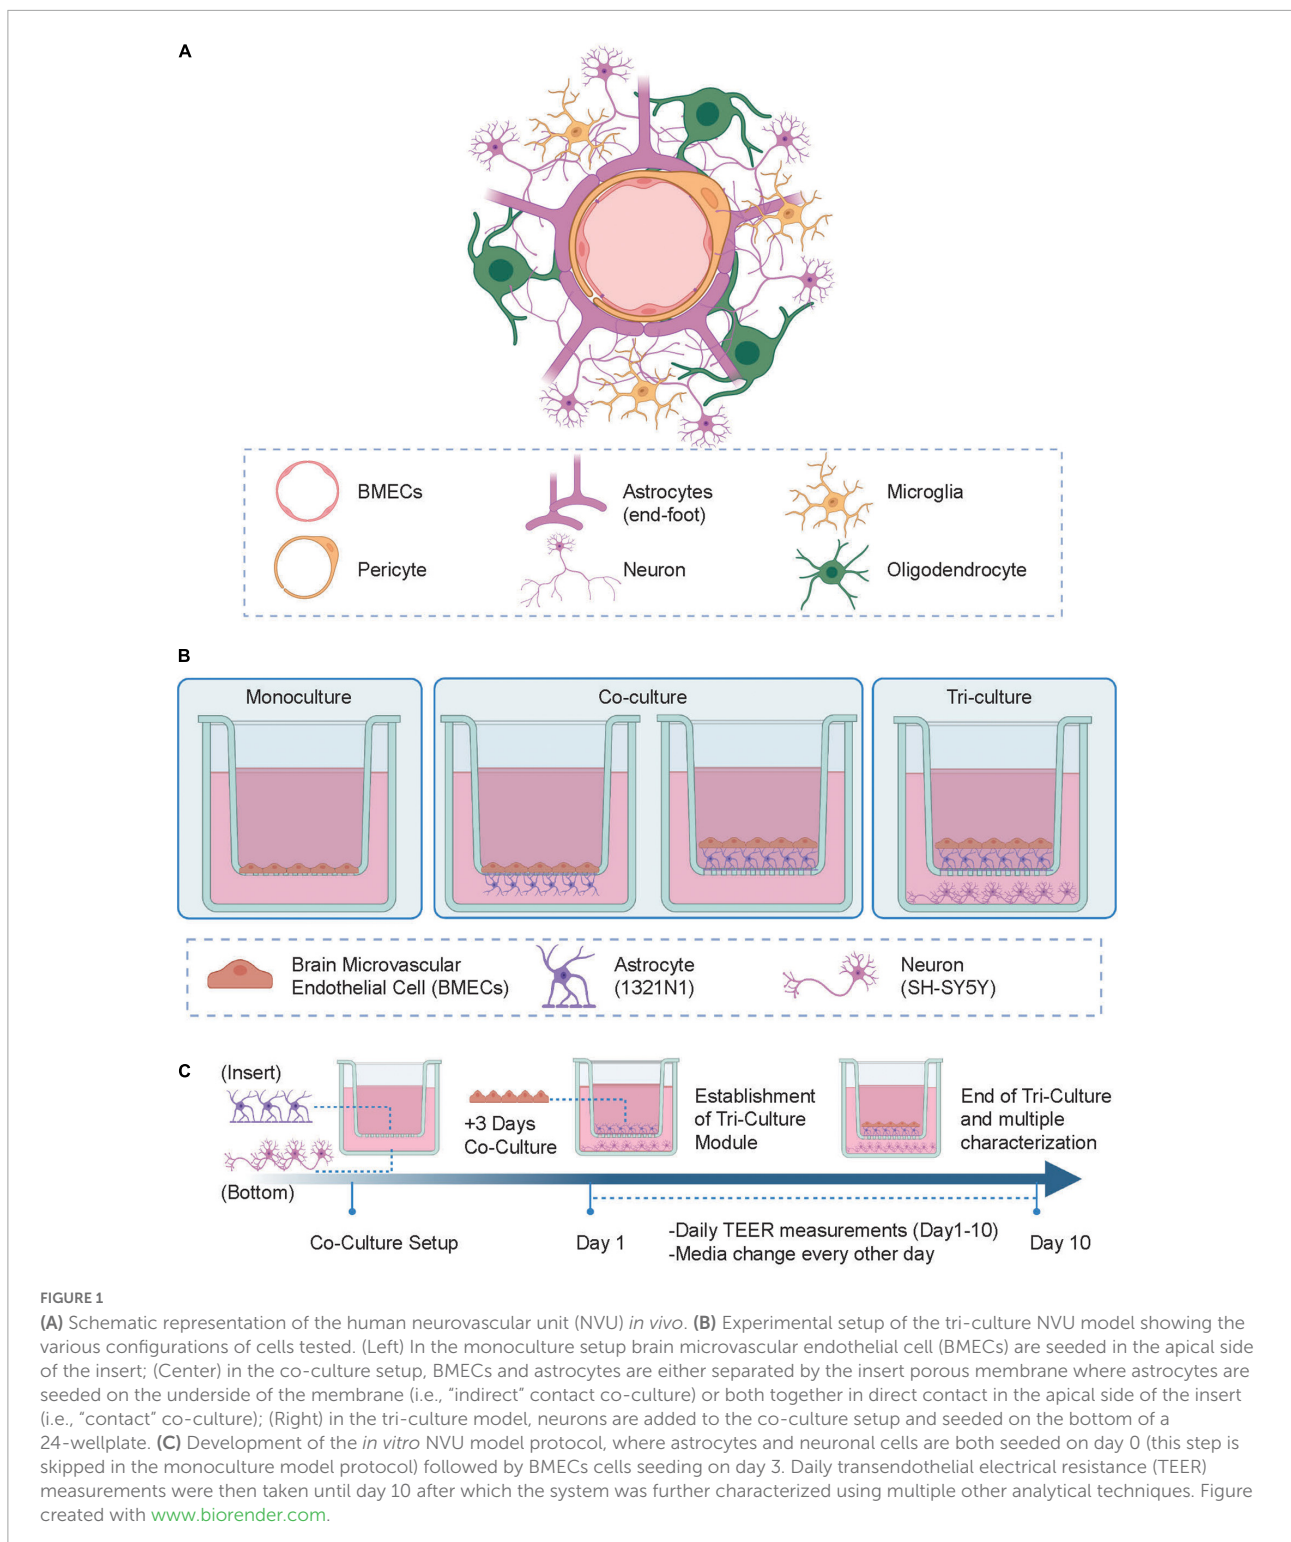 A
BMECs
Astrocytes
(end-foot)
Microglia
Pericyte
Neuron
Oligodendrocyte
B
Monoculture
Co-culture
Tri-culture
Brain Microvascular
Endothelial Cell (BMECs)
Astrocyte
(1321N1)
Neuron
(SH-SY5Y)
C
(Insert)
(Bottom)
+3 Days
Co-Culture
Establishment
of Tri-Culture
Module
End of Tri-Culture
and multiple
characterization
Co-Culture Setup
Day 1
-Daily TEER measurements (Day1-10)
-Media change every other day
Day 10
FIGURE 1
(A) Schematic representation of the human neurovascular unit (NVU) in vivo. (B) Experimental setup of the tri-culture NVU model showing the
various configurations of cells tested. (Left) In the monoculture setup brain microvascular endothelial cell (BMECs) are seeded in the apical side
of the insert; (Center) in the co-culture setup, BMECs and astrocytes are either separated by the insert porous membrane where astrocytes are
seeded on the underside of the membrane (i.e., "indirect" contact co-culture) or both together in direct contact in the apical side of the insert
(i.e., "contact" co-culture); (Right) in the tri-culture model, neurons are added to the co-culture setup and seeded on the bottom of a
24-wellplate. (C) Development of the in vitro NVU model protocol, where astrocytes and neuronal cells are both seeded on day 0 (this step is
skipped in the monoculture model protocol) followed by BMECs cells seeding on day 3. Daily transendothelial electrical resistance (TEER)
measurements were then taken until day 10 after which the system was further characterized using multiple other analytical techniques. Figure
created with www.biorender.com.